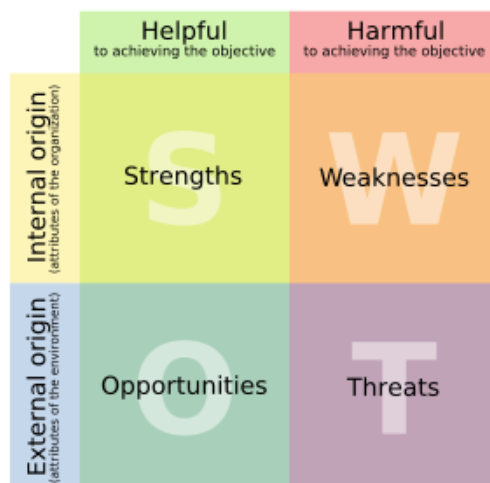 Helpful
to achieving the objective
Harmful
to achieving the objective
Internal origin
(attributes of the organization)
S
Strengths
W
Weaknesses
External origin
(attributes of the environment)
O
Opportunities
T
Threats